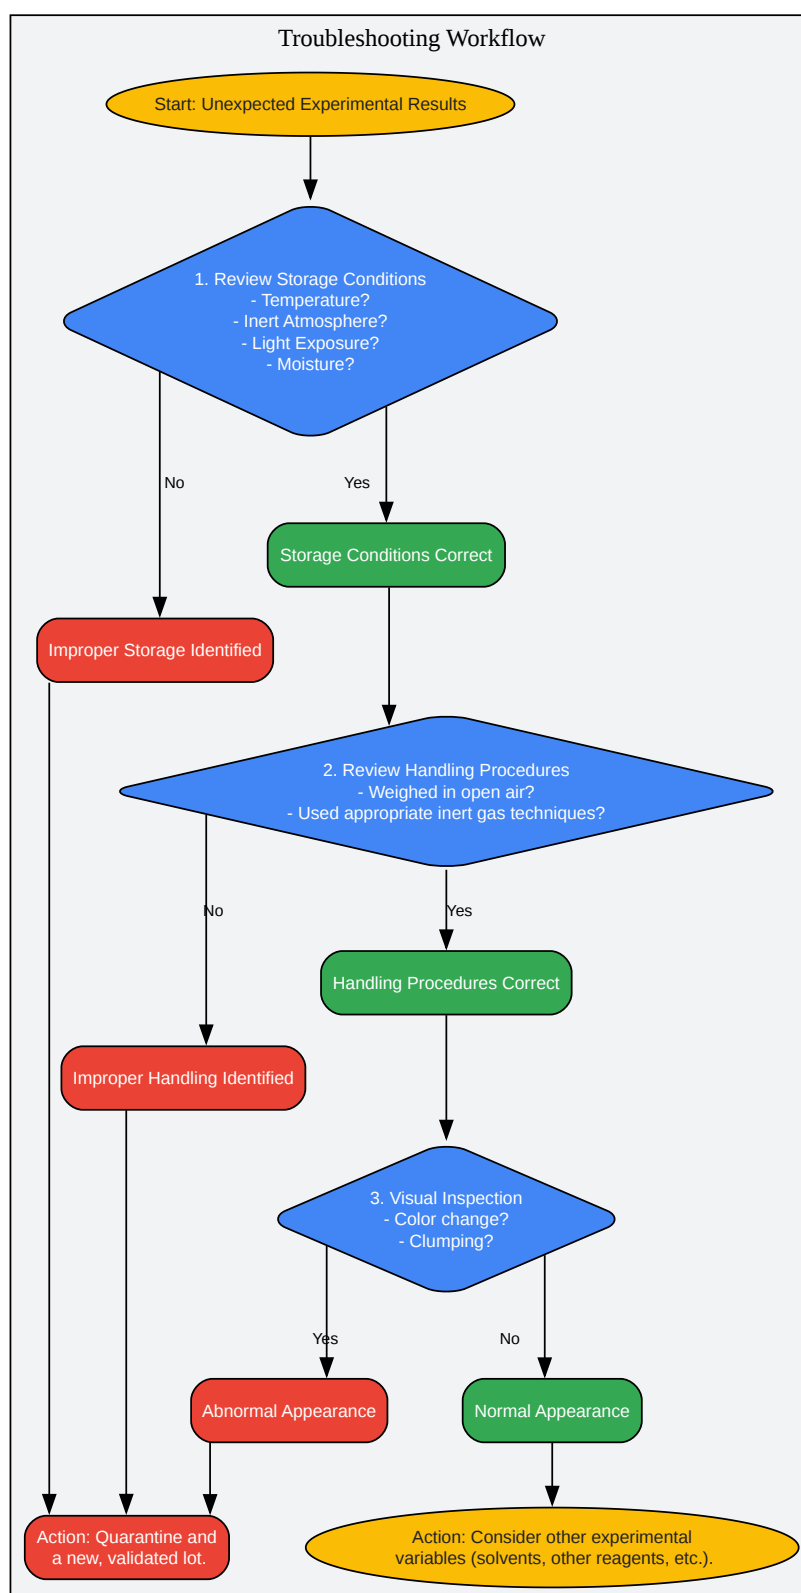 Troubleshooting Workflow
Start: Unexpected Experimental Results
1. Review Storage Conditions
- Temperature?
- Inert Atmosphere?
- Light Exposure?
- Moisture?
No
Yes
Storage Conditions Correct
Improper Storage Identified
2. Review Handling Procedures
- Weighed in open air?
- Used appropriate inert gas techniques?
No
Yes
Handling Procedures Correct
Improper Handling Identified
3. Visual Inspection
- Color change?
- Clumping?
Yes
No
Abnormal Appearance
Normal Appearance
Action: Quarantine and
a new, validated lot.
Action: Consider other experimental
variables (solvents, other reagents, etc.).